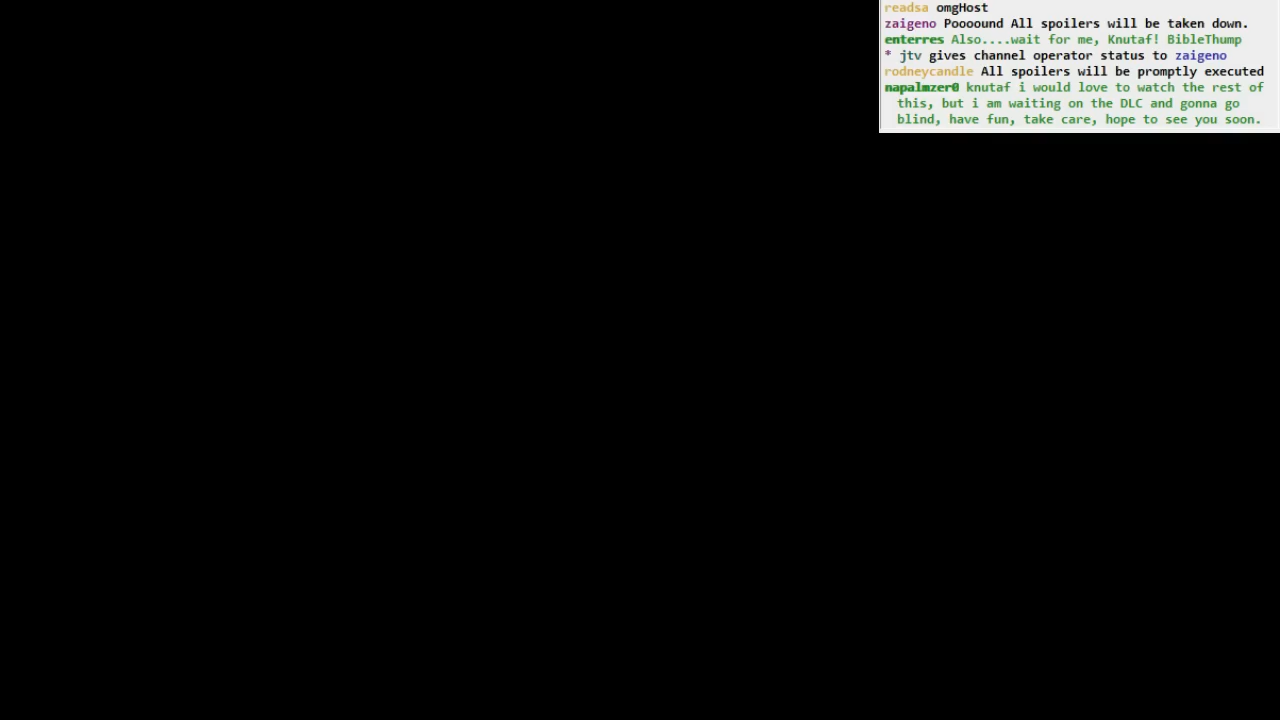 readsa omgHost
zaigeno Poooound All spoilers will be taken down.
enterres Also....wait for me, Knutaf! BibleThump
* jtv gives channel operator status to zaigeno
rodneycandle All spoilers will be promptly executed
napalmzer0 knutaf i would love to watch the rest of
this, but i am waiting on the DLC and gonna go
blind, have fun, take care, hope to see you soon.